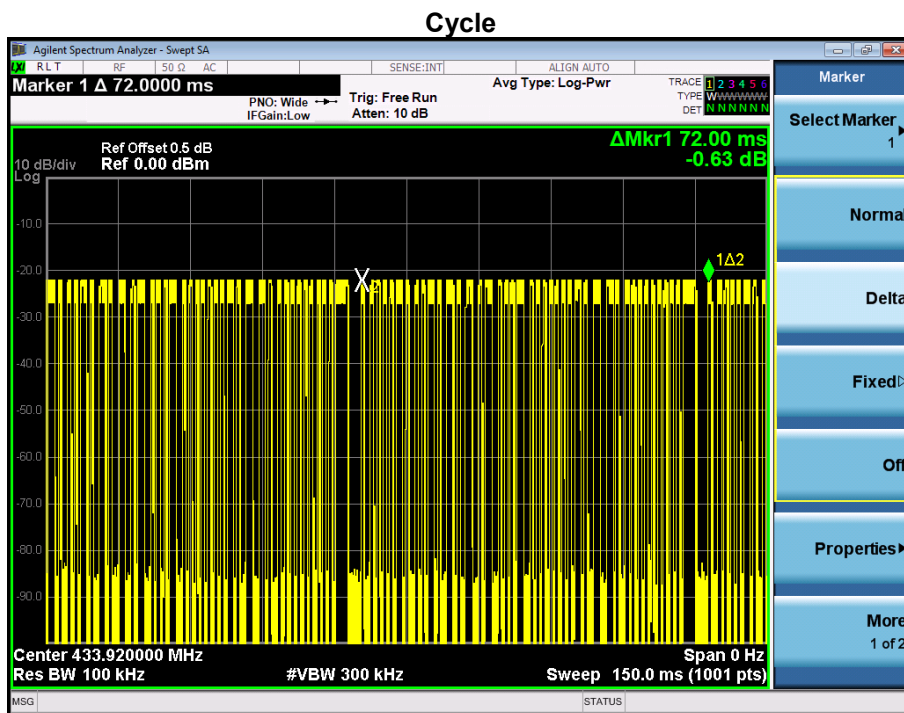 Cycle
Agilent Spectrum Analyzer - Swept SA
LXI RLT RF 50 Ω AC SENSE:INT ALIGN AUTO
Marker 1 Δ 72.0000 ms
PNO: Wide
IFGain:Low
Trig: Free Run
Atten: 10 dB
Avg Type: Log-Pwr
TRACE 1 2 3 4 5 6
TYPE WWWWWW
DET N N N N N N
ΔMkr1 72.00 ms
-0.63 dB
Ref Offset 0.5 dB
10 dB/div Ref 0.00 dBm
Log
-10.0
-20.0
-30.0
-40.0
-50.0
-60.0
-70.0
-80.0
-90.0
X2
1Δ2
Center 433.920000 MHz Span 0 Hz
Res BW 100 kHz #VBW 300 kHz Sweep 150.0 ms (1001 pts)
MSG STATUS
Marker
Select Marker
1
Normal
Delta
Fixed
Off
Properties
More
1 of 2